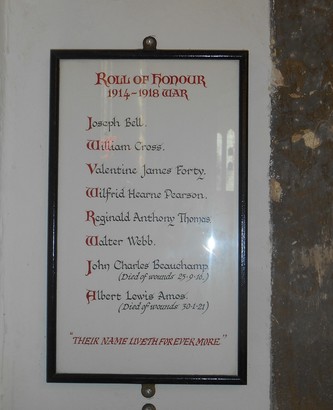 Roll of Honour
1914-1918 War
Joseph Bell.
William Cross.
Valentine James Forty.
Wilfrid Hearne Pearson.
Reginald Anthony Thomas
Walter Webb.
John Charles Beauchamp
(Died of wounds 25-9-16.)
Albert Lewis Amos.
(Died of wounds 30-1-21)
"THEIR NAME LIVETH FOR EVER MORE."